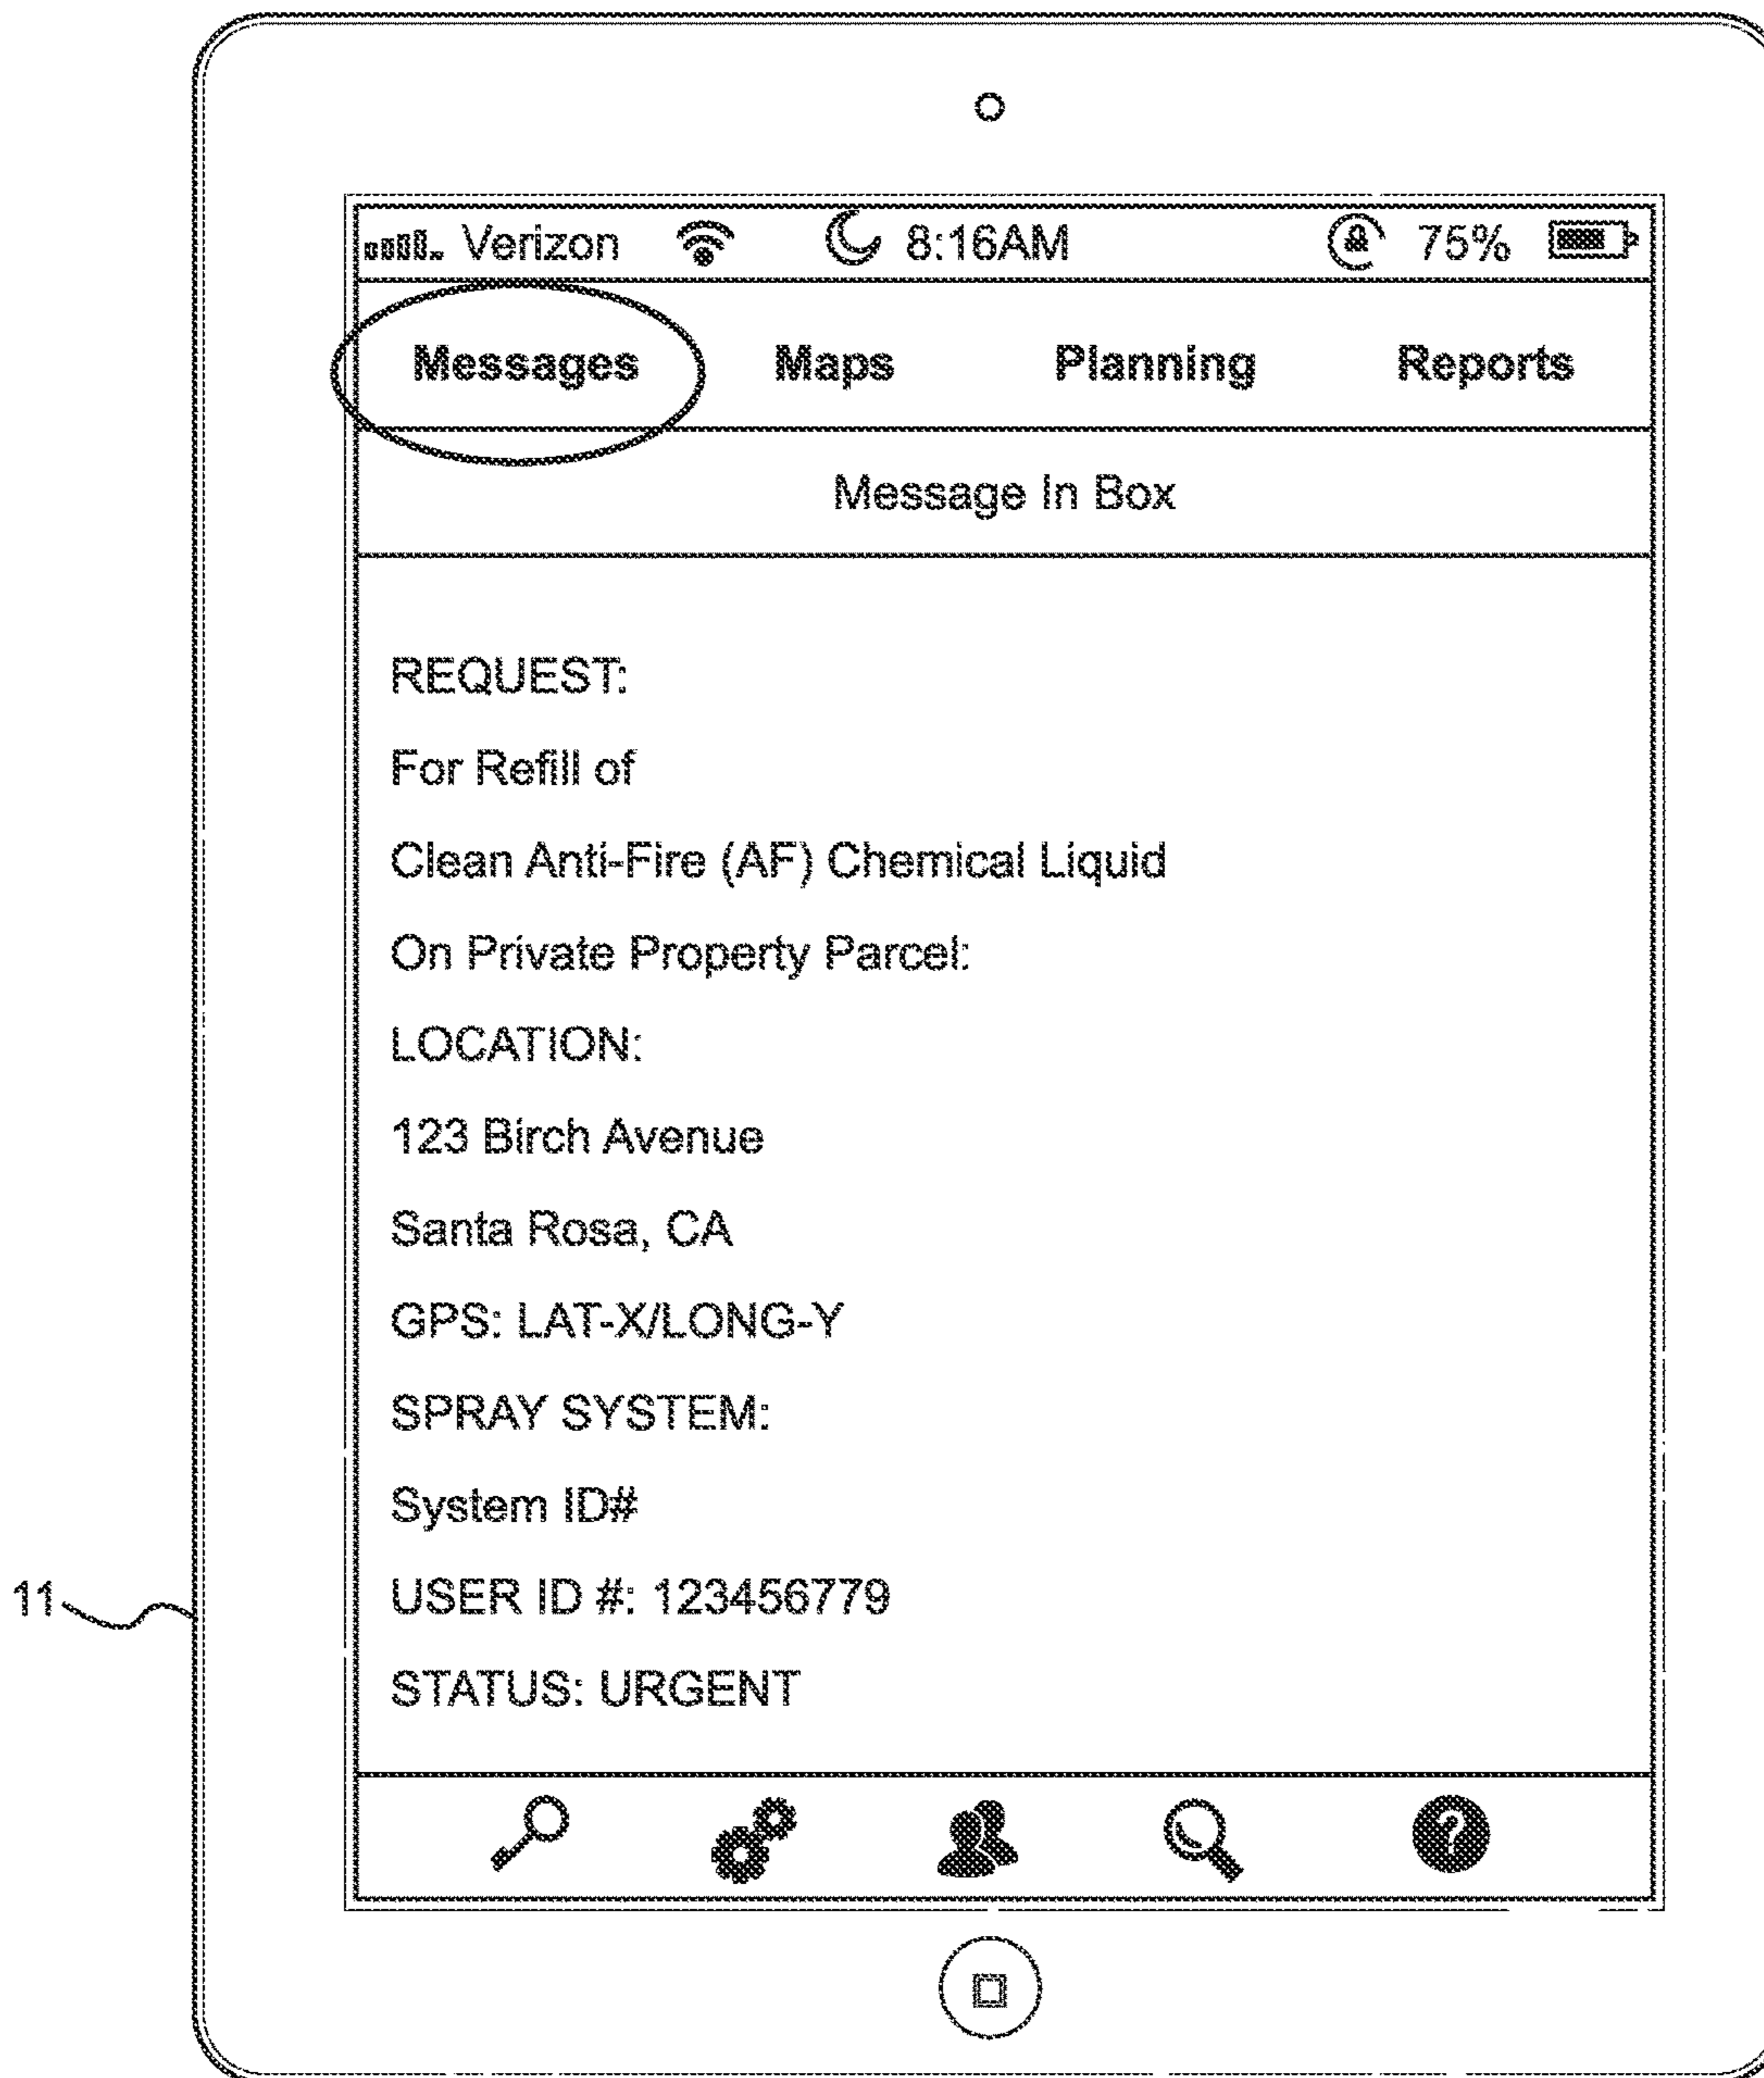 Verizon 8:16AM 75%
Messages Maps Planning Reports
Message In Box
REQUEST:
For Refill of
Clean Anti-Fire (AF) Chemical Liquid
On Private Property Parcel:
LOCATION:
123 Birch Avenue
Santa Rosa, CA
GPS: LAT-X/LONG-Y
SPRAY SYSTEM:
System ID#
11
USER ID #: 123456779
STATUS: URGENT
?